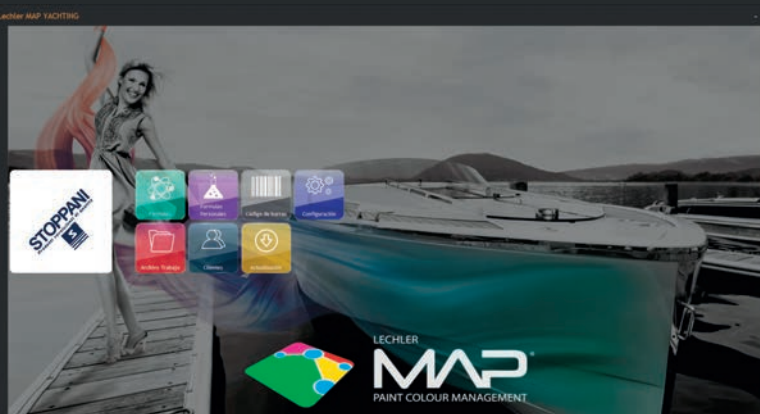 Lechler MAP YACHTING
STOPPANI
Fórmulas
Fórmulas
Personales
Código de barras
Configuración
Archivo Trabajo
Clientes
Actualización
LECHLER
MAP®
PAINT COLOUR MANAGEMENT